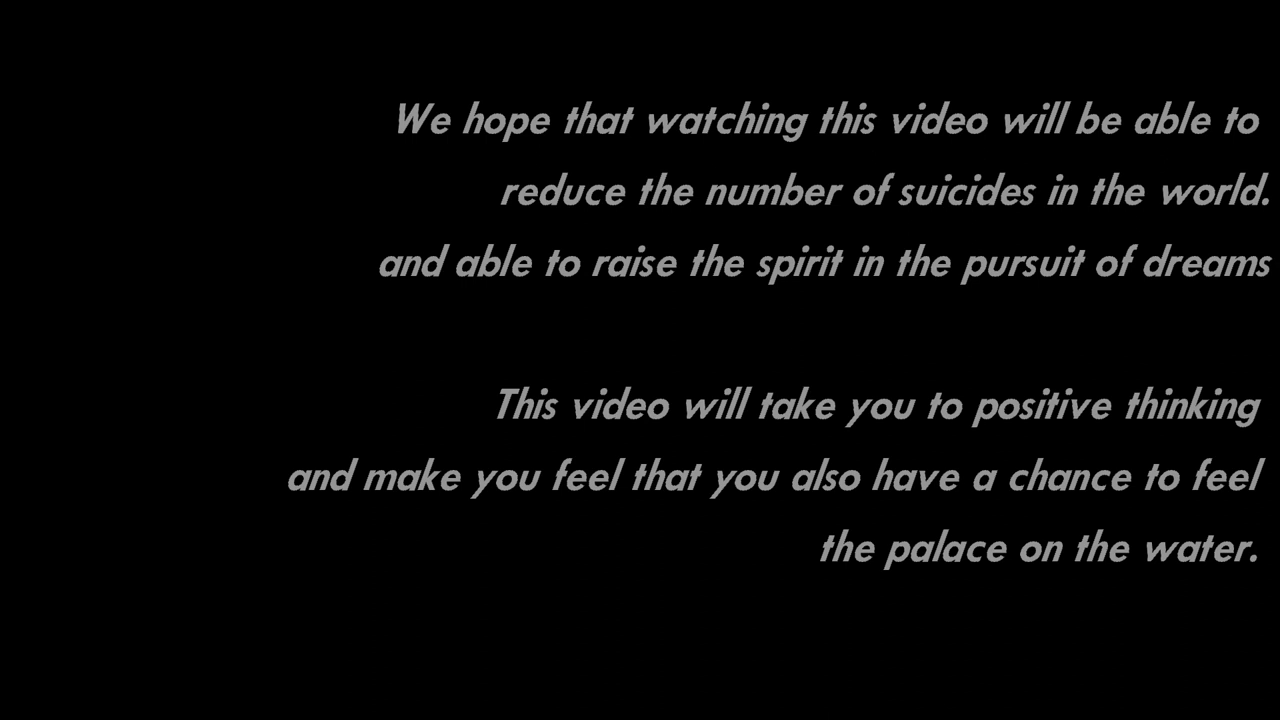 We hope that watching this video will be able to
reduce the number of suicides in the world.
and able to raise the spirit in the pursuit of dreams
This video will take you to positive thinking
and make you feel that you also have a chance to feel
the palace on the water.